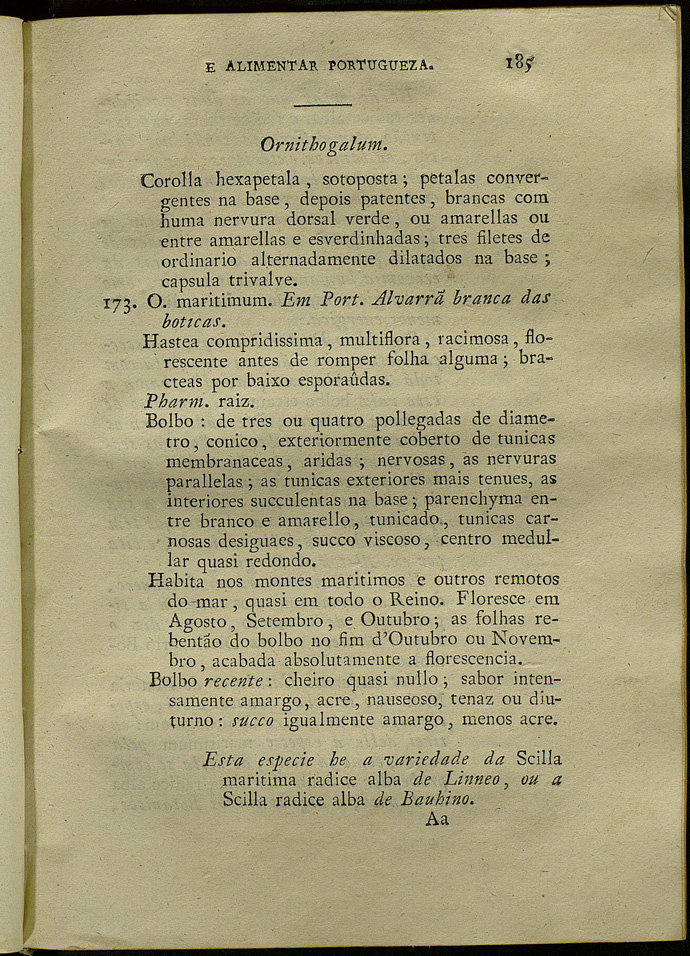 E ALIMENTAR PORTUGUEZA. 185
Ornithogalum.
Corolla hexapetala, sotoposta; petalas conver-
gentes na base, depois patentes, brancas com
huma nervura dorsal verde, ou amarellas ou
entre amarellas e esverdinhadas; tres filetes de
ordinario alternadamente dilatados na base;
capsula trivalve.
173. O. maritimum. Em Port. Alvarrã branca das
boticas.
Hastea compridissima, multiflora, racimosa, flo-
rescente antes de romper folha alguma; bra-
cteas por baixo esporaûdas.
Pharm. raiz.
Bolbo: de tres ou quatro pollegadas de diame-
tro, conico, exteriormente coberto de tunicas
membranaceas, aridas; nervosas, as nervuras
parallelas; as tunicas exteriores mais tenues, as
interiores succulentas na base; parenchyma en-
tre branco e amarello, tunicado, tunicas car-
nosas desiguaes, succo viscoso, centro medul-
lar quasi redondo.
Habita nos montes maritimos e outros remotos
do mar, quasi em todo o Reino. Floresce em
Agosto, Setembro, e Outubro; as folhas re-
bentão do bolbo no fim d'Outubro ou Novem-
bro, acabada absolutamente a florescencia.
Bolbo recente: cheiro quasi nullo; sabor inten-
samente amargo, acre, nauseoso, tenaz ou diu-
turno: succo igualmente amargo, menos acre.
Esta especie he a variedade da Scilla
maritima radice alba de Linneo, ou a
Scilla radice alba de Bauhino.
Aa